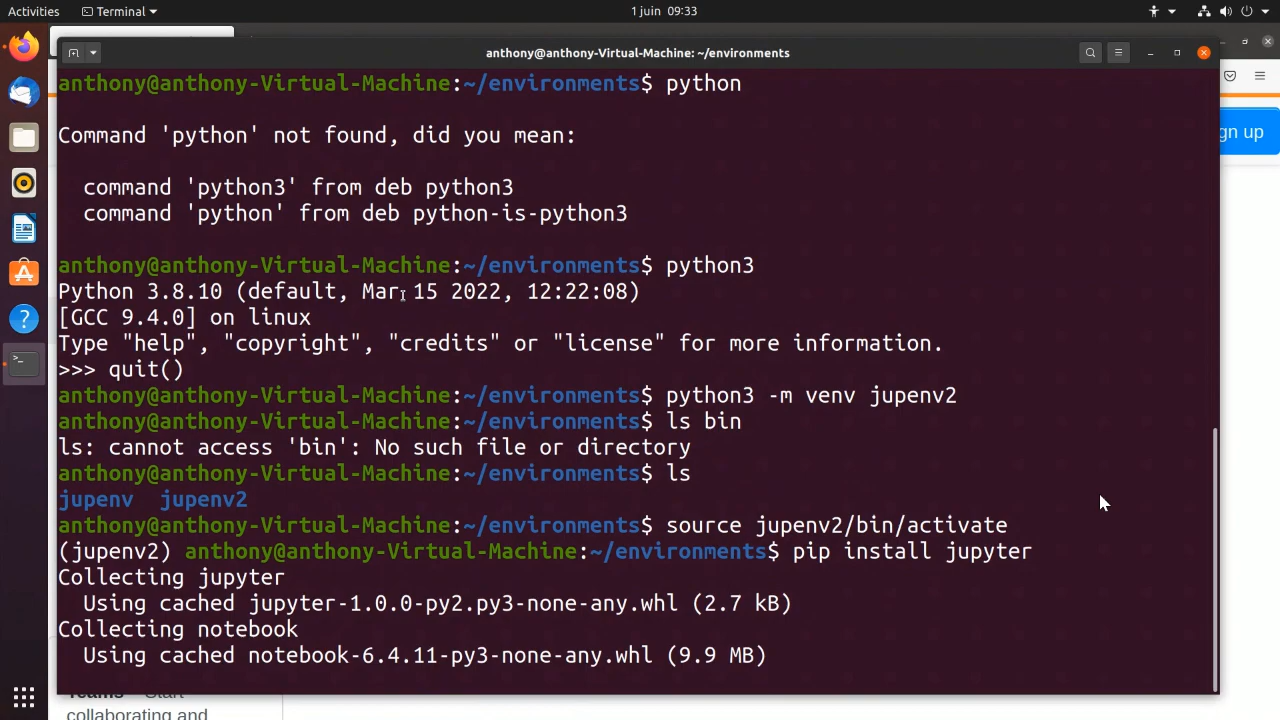 Activities
Terminal
1 juin 09:33
anthony@anthony-Virtual-Machine: ~/environments
anthony@anthony-Virtual-Machine:~/environments$ python
Command 'python' not found, did you mean:
command 'python3' from deb python3
command 'python' from deb python-is-python3
anthony@anthony-Virtual-Machine:~/environments$ python3
Python 3.8.10 (default, Mar 15 2022, 12:22:08)
[GCC 9.4.0] on linux
Type "help", "copyright", "credits" or "license" for more information.
>>> quit()
anthony@anthony-Virtual-Machine:~/environments$ python3 -m venv jupenv2
anthony@anthony-Virtual-Machine:~/environments$ ls bin
ls: cannot access 'bin': No such file or directory
anthony@anthony-Virtual-Machine:~/environments$ ls
jupenv  jupenv2
anthony@anthony-Virtual-Machine:~/environments$ source jupenv2/bin/activate
(jupenv2) anthony@anthony-Virtual-Machine:~/environments$ pip install jupyter
Collecting jupyter
Using cached jupyter-1.0.0-py2.py3-none-any.whl (2.7 kB)
Collecting notebook
Using cached notebook-6.4.11-py3-none-any.whl (9.9 MB)
gn up
Teams – Start
collaborating and